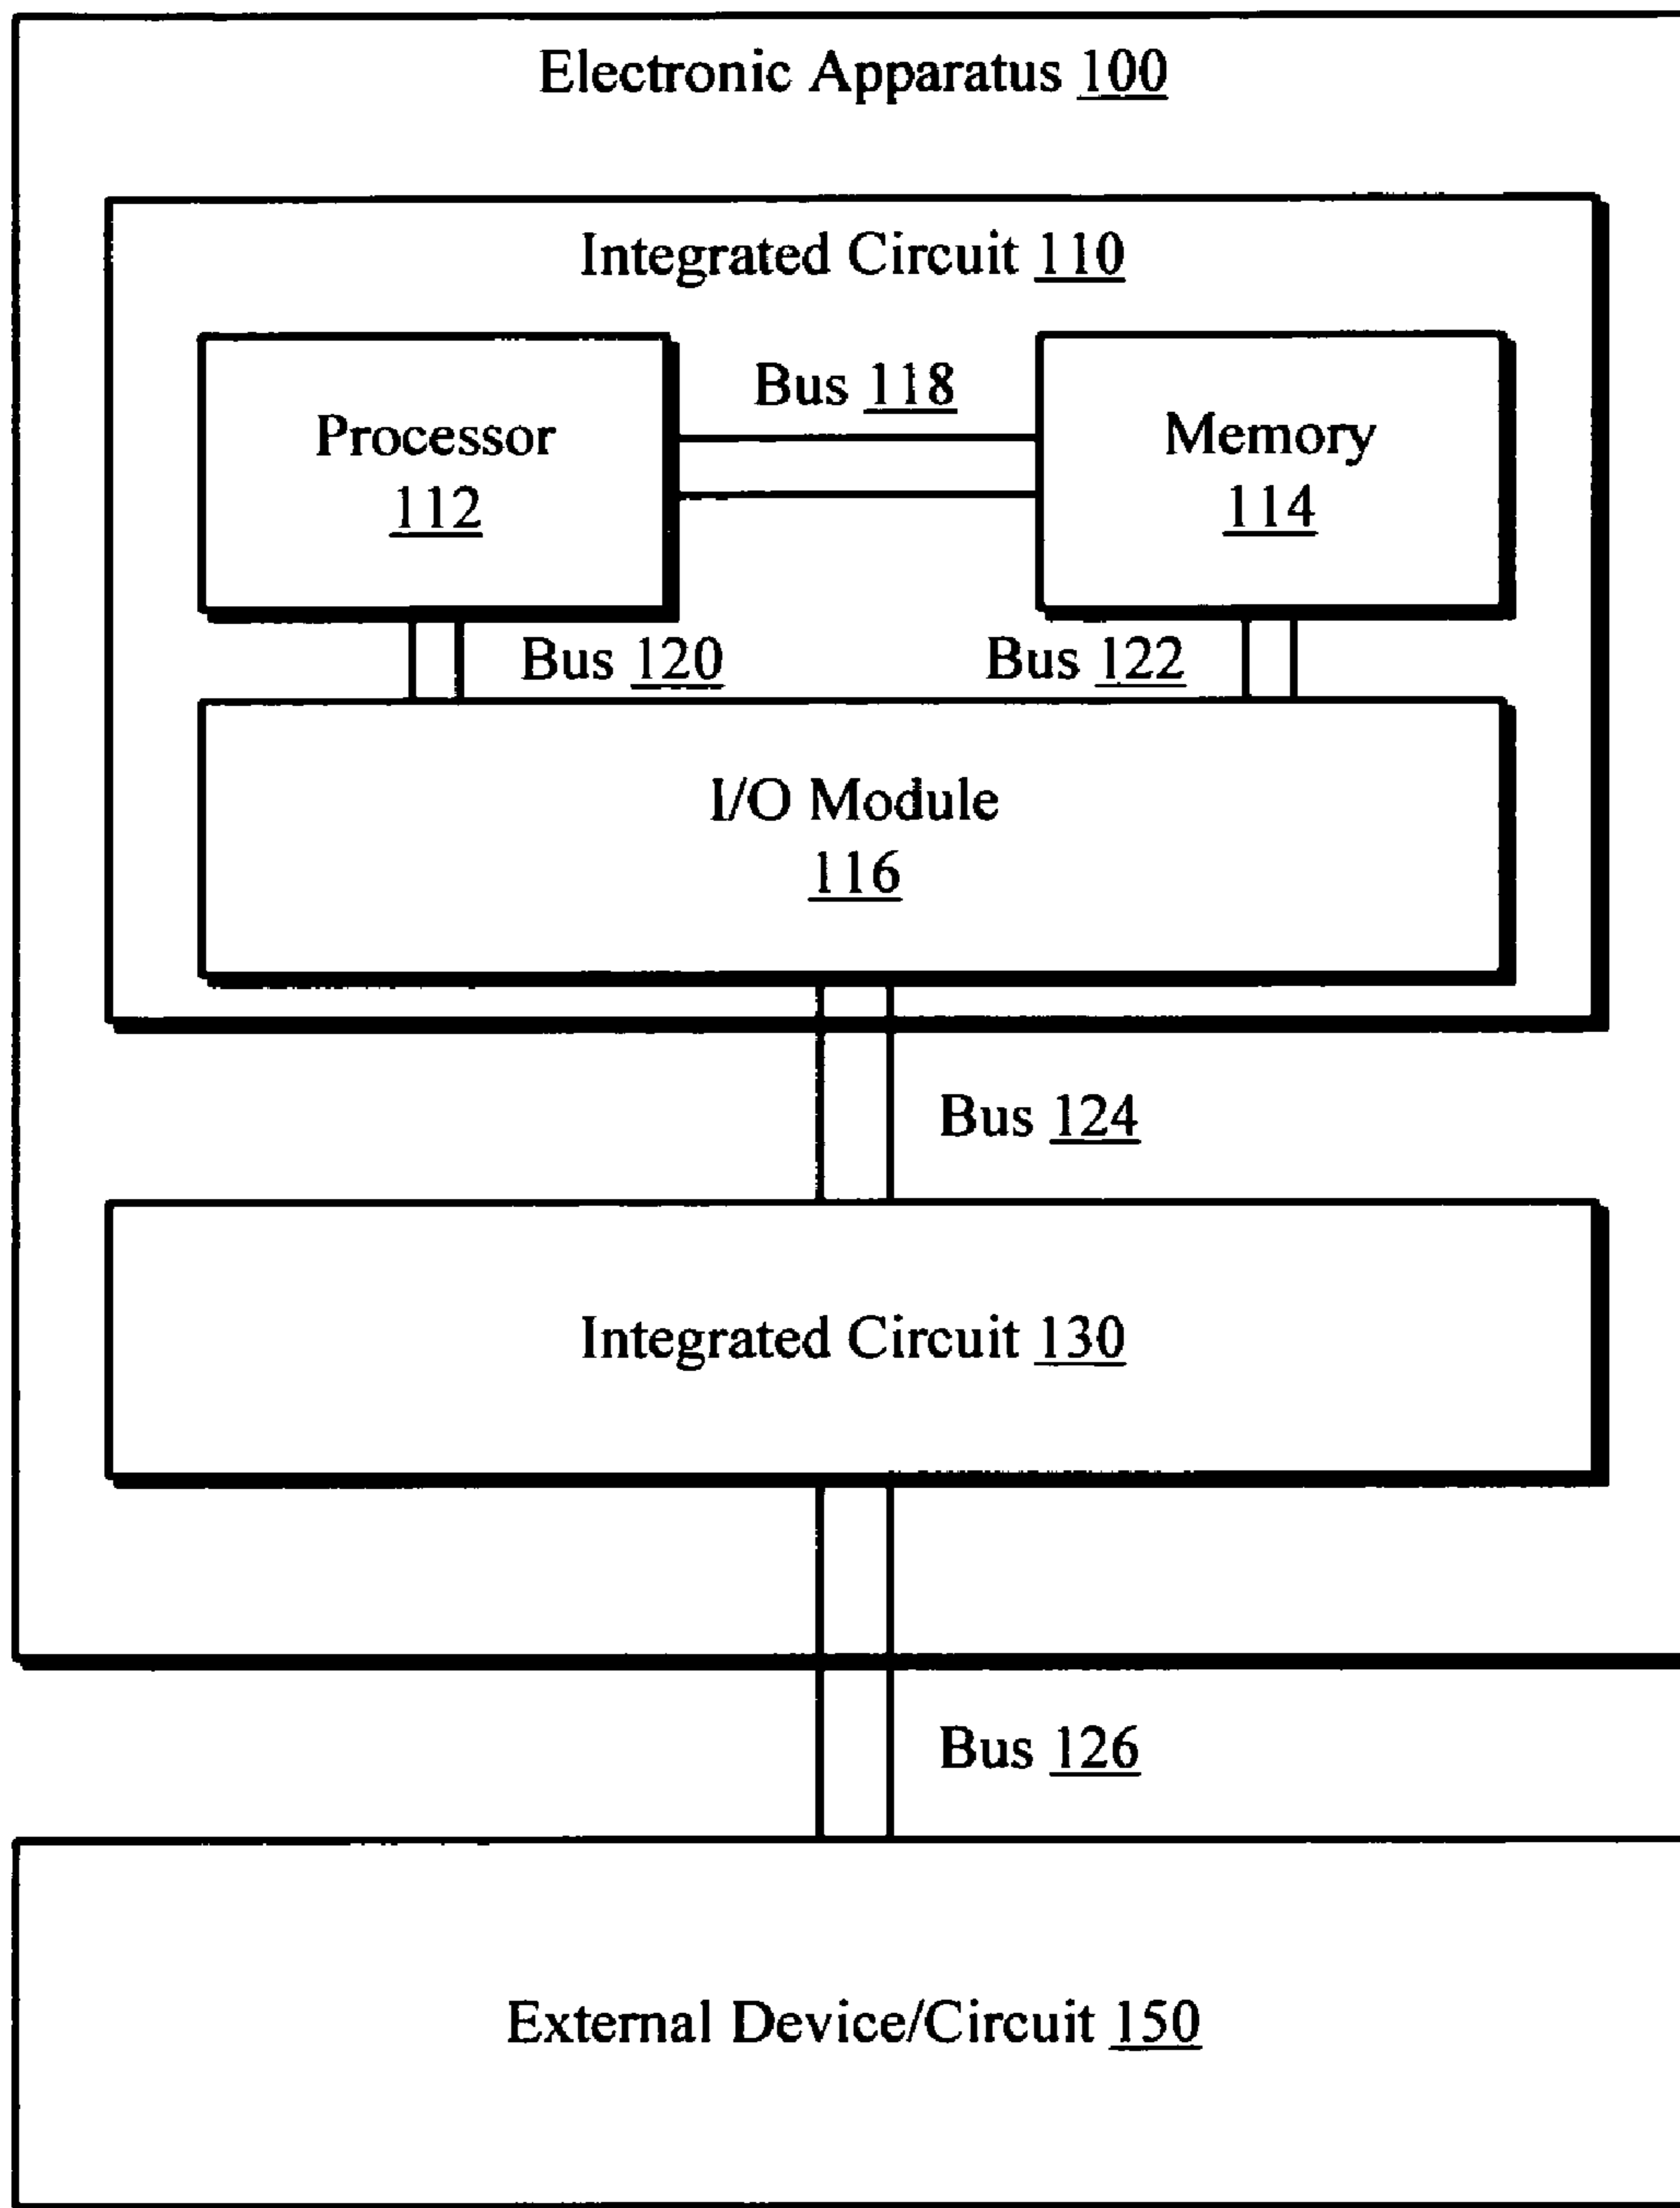 Electronic Apparatus 100
Integrated Circuit 110
Bus 118
Processor
112
Memory
114
Bus 120
Bus 122
I/O Module
116
Bus 124
Integrated Circuit 130
Bus 126
External Device/Circuit 150